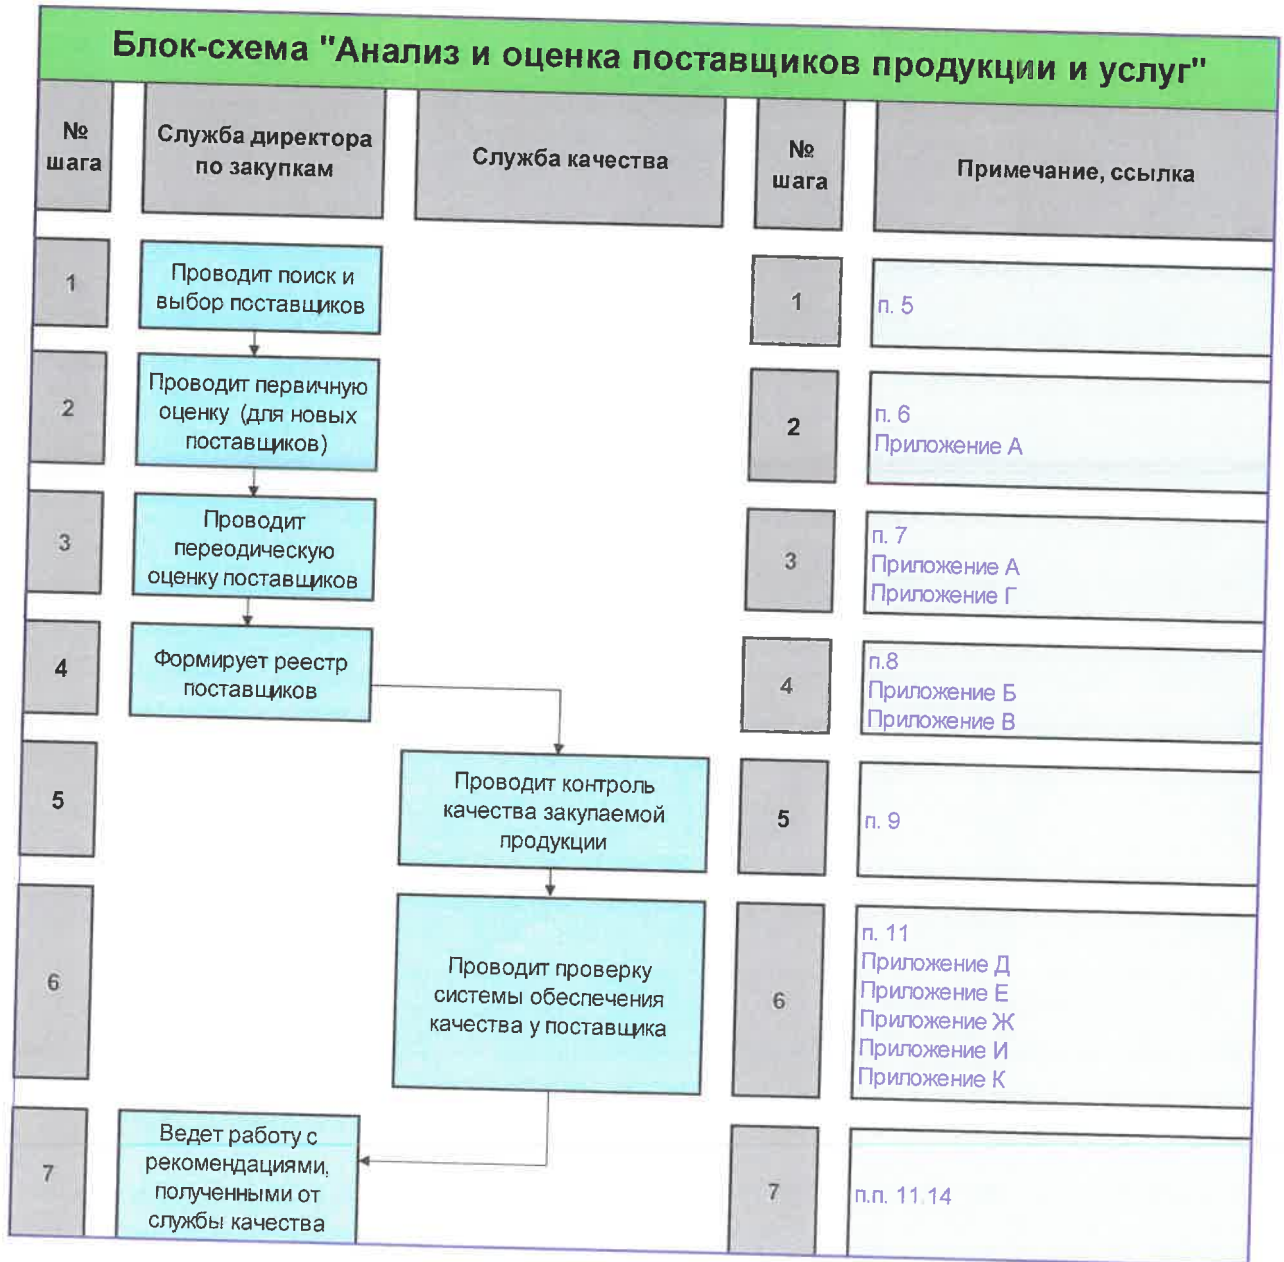 Блок-схема "Анализ и оценка поставщиков продукции и услуг"
№
шага
Служба директора
по закупкам
Служба качества
№
шага
Примечание, ссылка
1
Проводит поиск и
выбор поставщиков
1
п. 5
2
Проводит первичную
оценку (для новых
поставщиков)
2
п. 6
Приложение А
3
Проводит
переодическую
оценку поставщиков
3
п. 7
Приложение А
Приложение Г
4
Формирует реестр
поставщиков
4
п.8
Приложение Б
Приложение В
5
Проводит контроль
качества закупаемой
продукции
5
п. 9
6
Проводит проверку
системы обеспечения
качества у поставщика
6
п. 11
Приложение Д
Приложение Е
Приложение Ж
Приложение И
Приложение К
7
Ведет работу с
рекомендациями,
полученными от
службы качества
7
п.п. 11.14